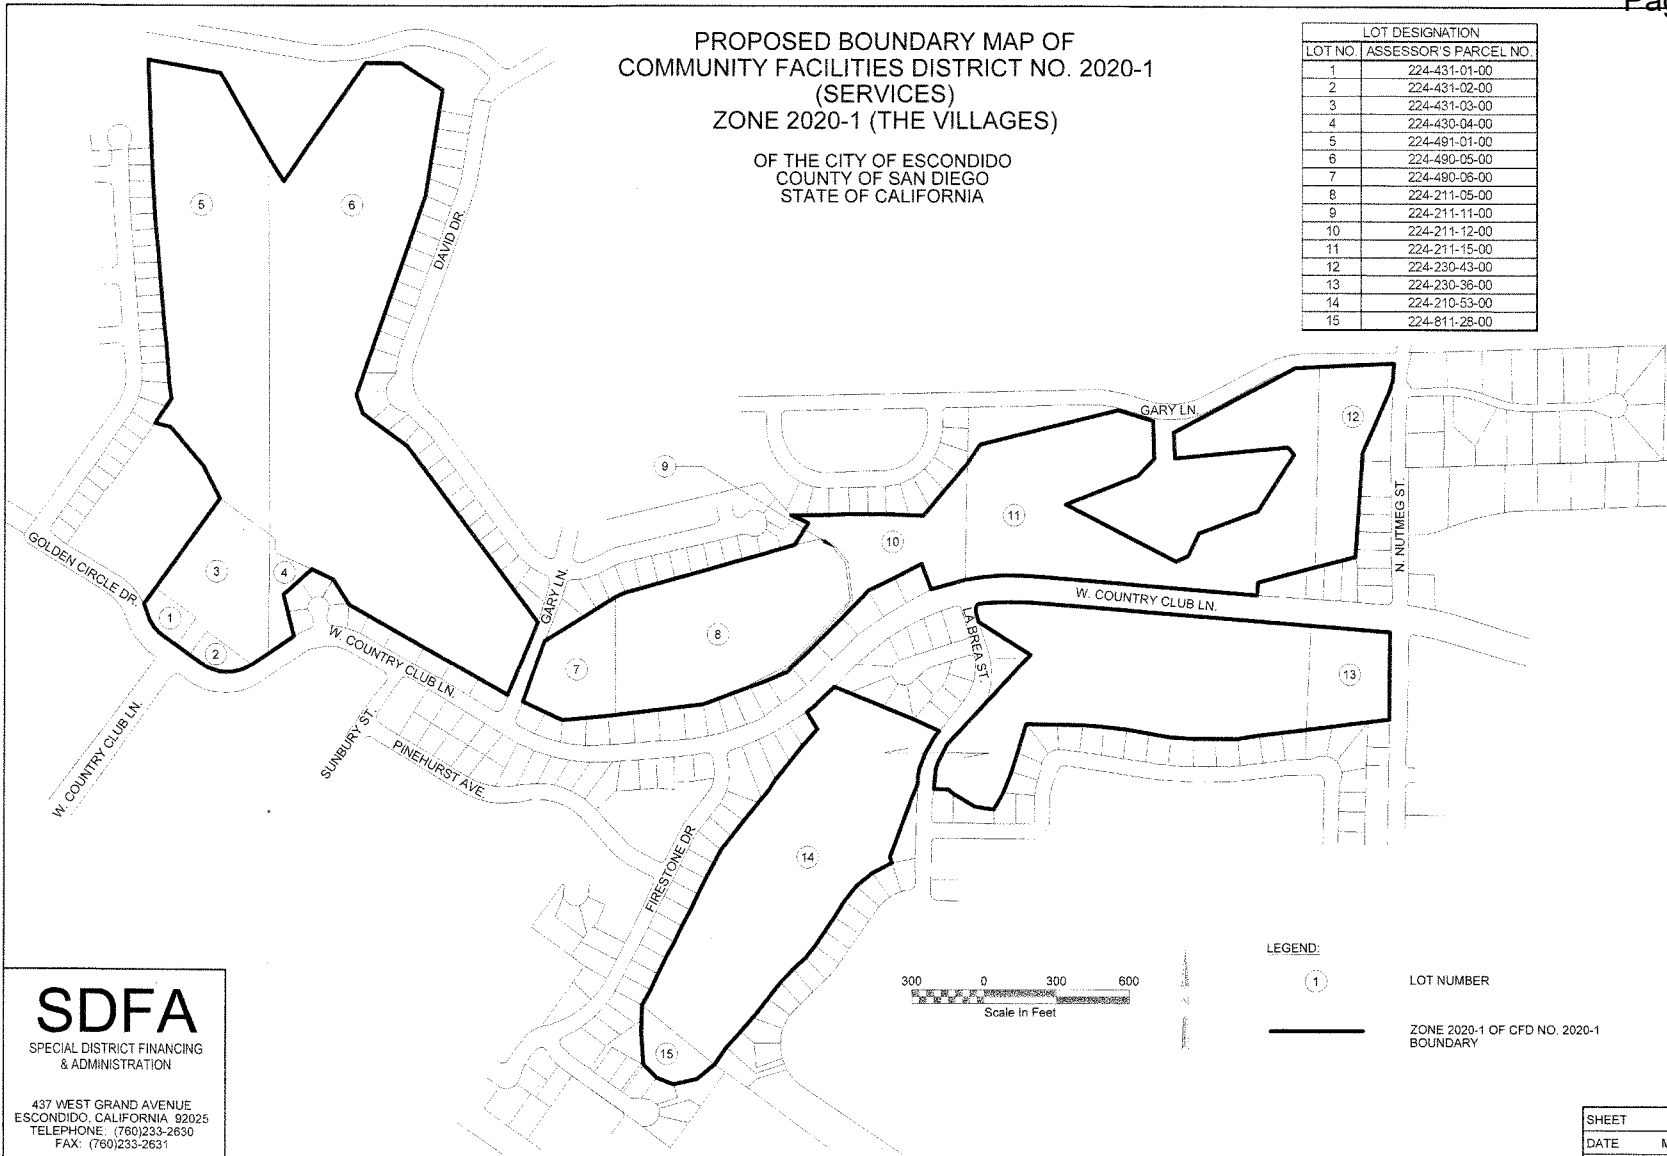 Pag
PROPOSED BOUNDARY MAP OF
COMMUNITY FACILITIES DISTRICT NO. 2020-1
(SERVICES)
ZONE 2020-1 (THE VILLAGES)
OF THE CITY OF ESCONDIDO
COUNTY OF SAN DIEGO
STATE OF CALIFORNIA
LOT DESIGNATION
LOT NO. ASSESSOR'S PARCEL NO.
1 224-431-01-00
2 224-431-02-00
3 224-431-03-00
4 224-430-04-00
5 224-491-01-00
6 224-490-05-00
7 224-490-06-00
8 224-211-05-00
9 224-211-11-00
10 224-211-12-00
11 224-211-15-00
12 224-230-43-00
13 224-230-36-00
14 224-210-53-00
15 224-811-28-00
5
6
DAVID DR.
GARY LN.
12
9
11
10
N. NUTMEG ST.
GOLDEN CIRCLE DR.
3
4
GARY LN.
W. COUNTRY CLUB LN.
1
2
W. COUNTRY CLUB LN.
8
7
LA BREA ST.
13
W. COUNTRY CLUB LN.
SUNBURY ST.
PINEHURST AVE.
FIRESTONE DR
14
15
300 0 300 600
Scale in Feet
LEGEND:
1 LOT NUMBER
ZONE 2020-1 OF CFD NO. 2020-1
BOUNDARY
SDFA
SPECIAL DISTRICT FINANCING
& ADMINISTRATION
437 WEST GRAND AVENUE
ESCONDIDO, CALIFORNIA 92025
TELEPHONE: (760)233-2630
FAX: (760)233-2631
SHEET
DATE M